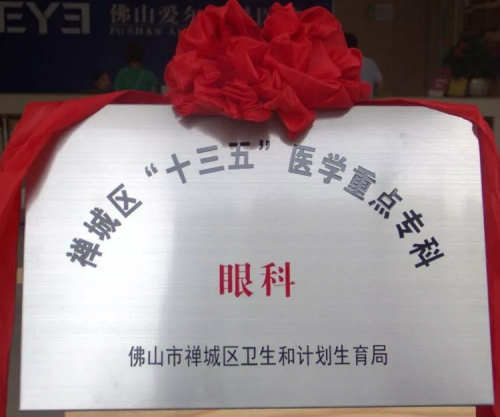 EYE
佛山爱尔
FOSHAN A
禅城区“十三五”医学重点专科
眼科
佛山市禅城区卫生和计划生育局